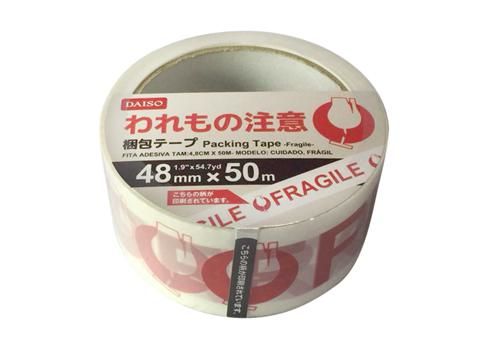 DAISO
われもの注意
梱包テープ Packing Tape -Fragile-
FITA ADESIVA TAM:4,8CM X 50M- MODELO: CUIDADO, FRÁGIL
1.9"x54.7yd
48mm×50m
こちらの柄が
印刷されています。
GILE FRAGILE